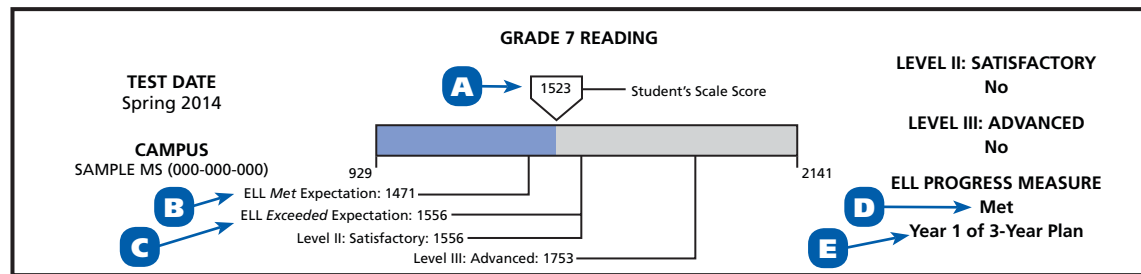 GRADE 7 READING
TEST DATE
Spring 2014
CAMPUS
SAMPLE MS (000-000-000)
A
1523
Student's Scale Score
929
2141
B
ELL Met Expectation: 1471
C
ELL Exceeded Expectation: 1556
Level II: Satisfactory: 1556
Level III: Advanced: 1753
LEVEL II: SATISFACTORY
No
LEVEL III: ADVANCED
No
ELL PROGRESS MEASURE
D
Met
E
Year 1 of 3-Year Plan